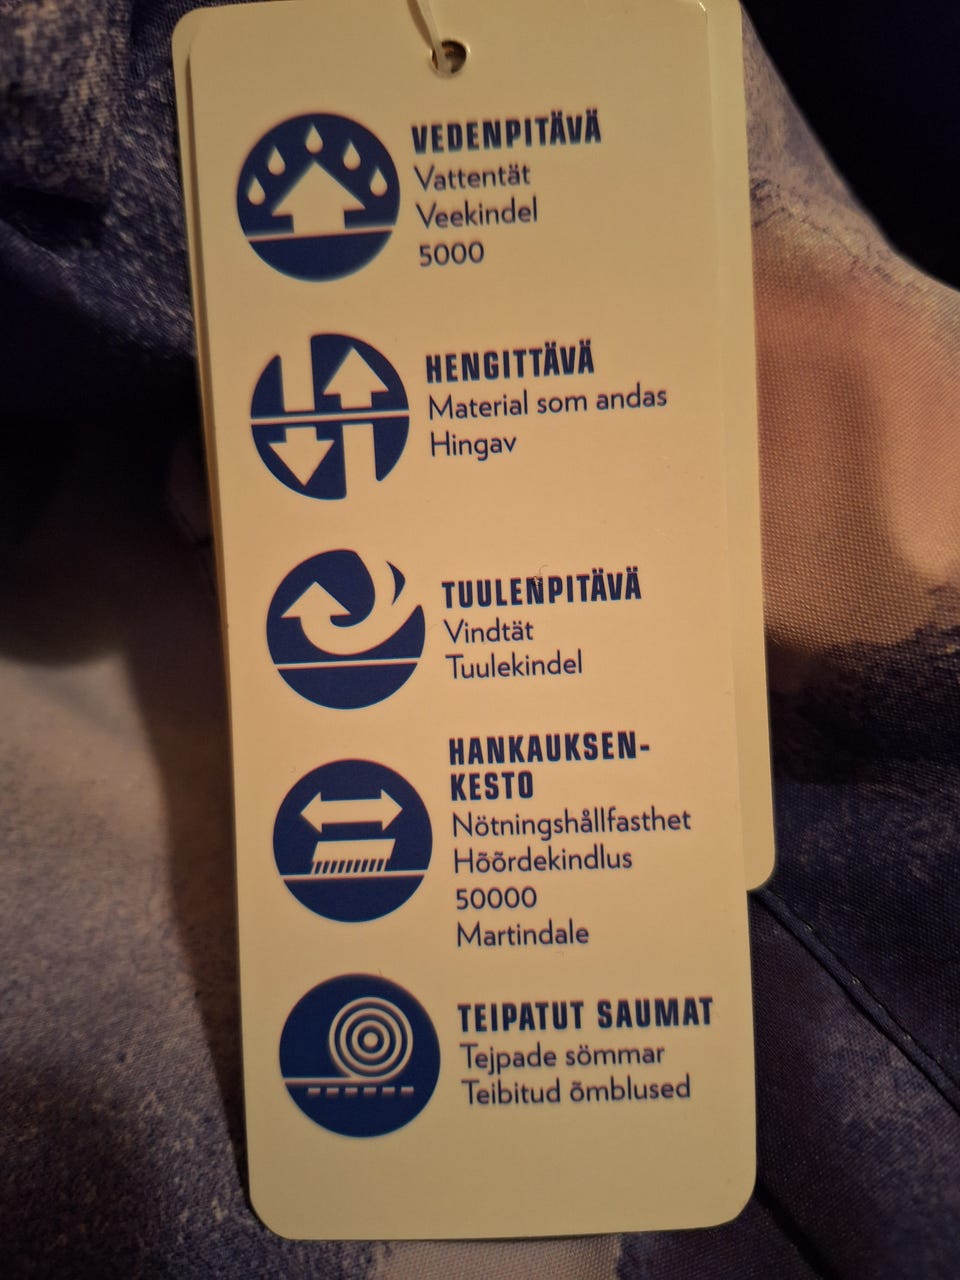 VEDENPITÄVÄ
Vattentät
Veekindel
5000
HENGITTÄVÄ
Material som andas
Hingav
TUULENPITÄVÄ
Vindtät
Tuulekindel
HANKAUKSEN-
KESTO
Nötningshållfasthet
Hõõrdekindlus
50000
Martindale
TEIPATUT SAUMAT
Tejpade sömmar
Teibitud õmblused